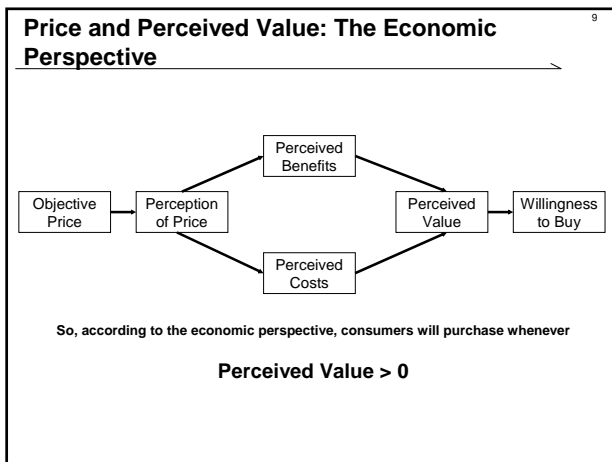 Price and Perceived Value: The Economic
Perspective
9
Perceived
Benefits
Objective
Price
Perception
of Price
Perceived
Value
Willingness
to Buy
Perceived
Costs
So, according to the economic perspective, consumers will purchase whenever
Perceived Value > 0